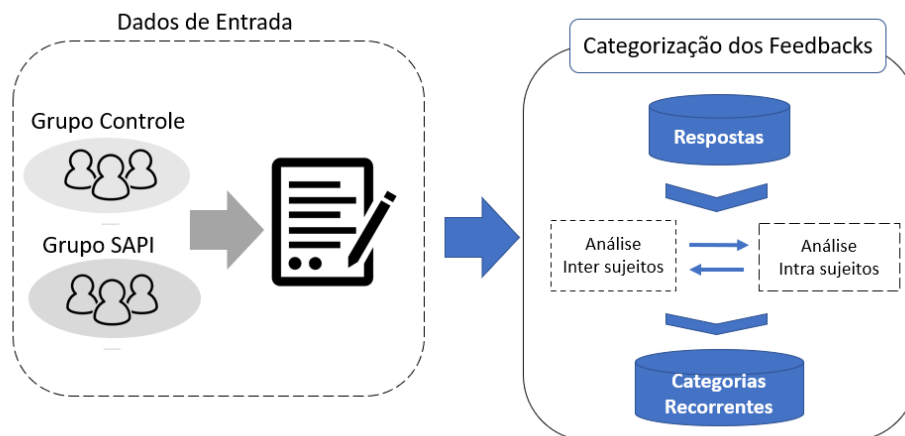 Dados de Entrada
Grupo Controle
Grupo SAPI
Categorização dos Feedbacks
Respostas
Análise
Inter sujeitos
Análise
Intra sujeitos
Categorias
Recorrentes